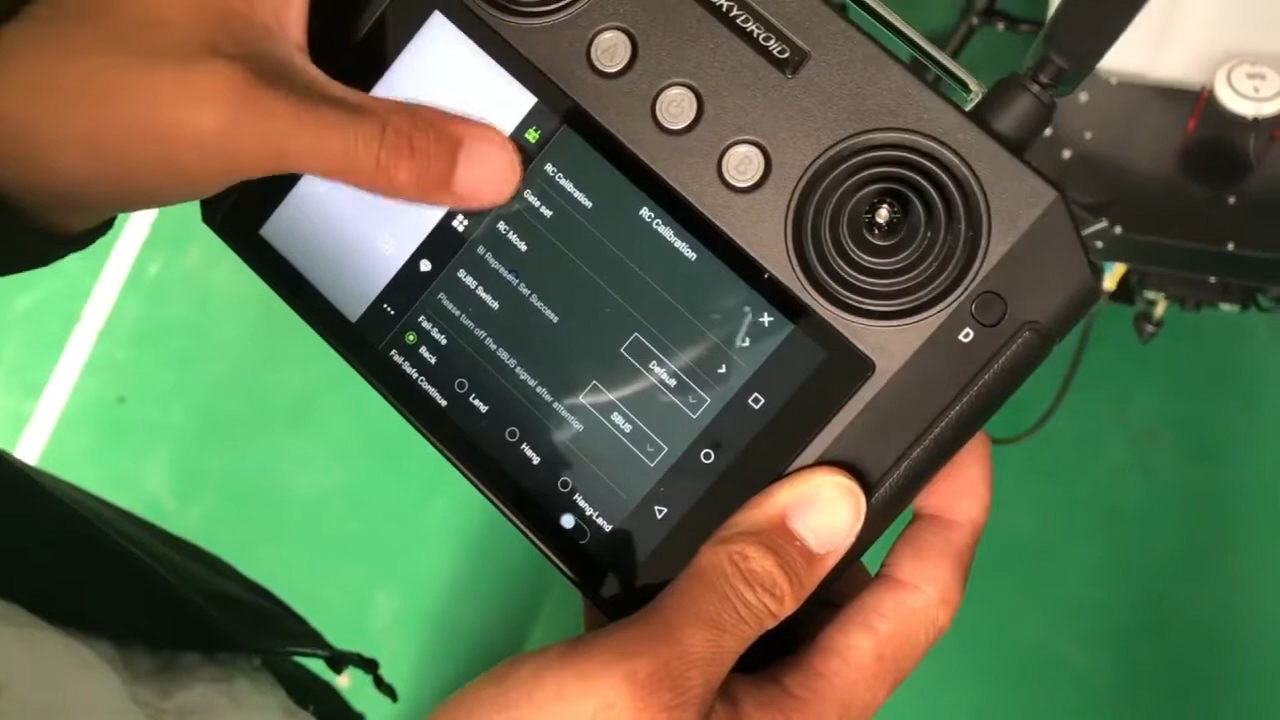 SKYDROID
A
B
D
RC Calibration
RC Calibration
Gate set
RC Mode
Default
Bi Represent Set Success
SUBS Switch
SBUS
Please turn off the SBUS signal after attention
Fail-Safe
Back
Land
Hang
Hang-Land
Fail-Safe Continue